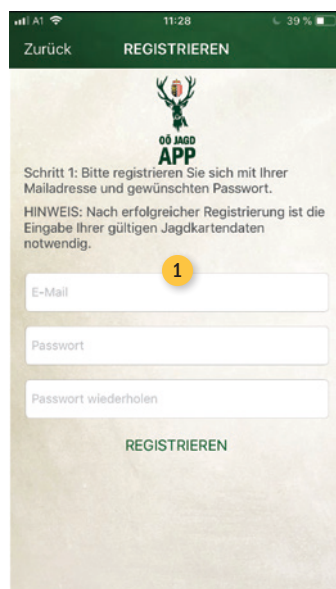 A1 11:28 39 %
Zurück REGISTRIEREN
OÖ JAGD
APP
Schritt 1: Bitte registrieren Sie sich mit Ihrer
Mailadresse und gewünschten Passwort.
HINWEIS: Nach erfolgreicher Registrierung ist die
Eingabe Ihrer gültigen Jagdkartendaten
notwendig.
1
E-Mail
Passwort
Passwort wiederholen
REGISTRIEREN